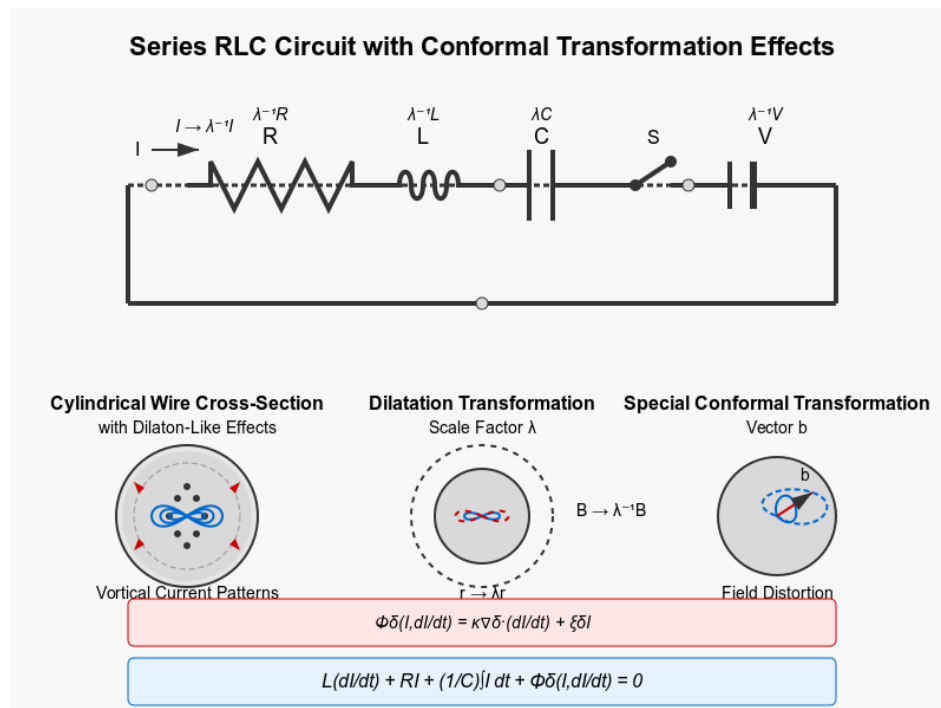 Series RLC Circuit with Conformal Transformation Effects
λ⁻¹R λ⁻¹L λC λ⁻¹V
I → λ⁻¹I
R L C S V
I
Cylindrical Wire Cross-Section
with Dilaton-Like Effects
Vortical Current Patterns
Dilatation Transformation
Scale Factor λ
B → λ⁻¹B
r → λr
Special Conformal Transformation
Vector b
b
Field Distortion
Φδ(I,dI/dt) = κ∇δ·(dI/dt) + ξδI
L(dI/dt) + RI + (1/C)∫I dt + Φδ(I,dI/dt) = 0